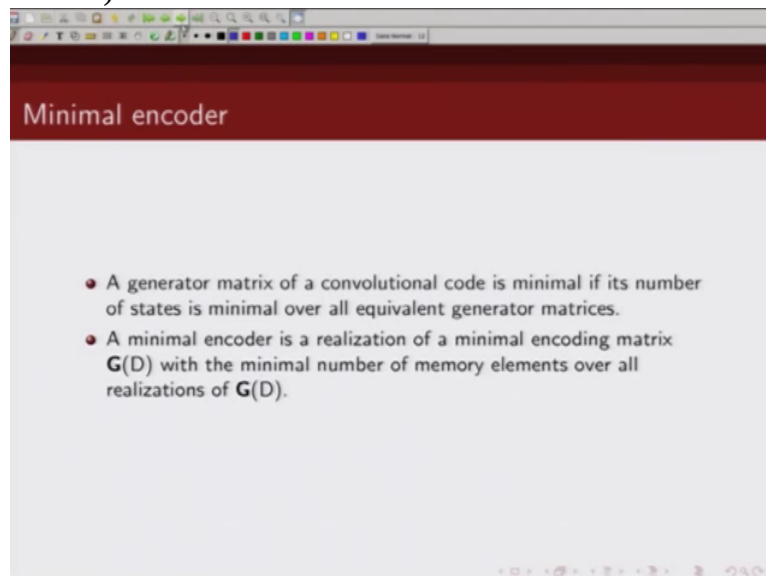 Minimal encoder
A generator matrix of a convolutional code is minimal if its number
of states is minimal over all equivalent generator matrices.
A minimal encoder is a realization of a minimal encoding matrix
G(D) with the minimal number of memory elements over all
realizations of G(D).